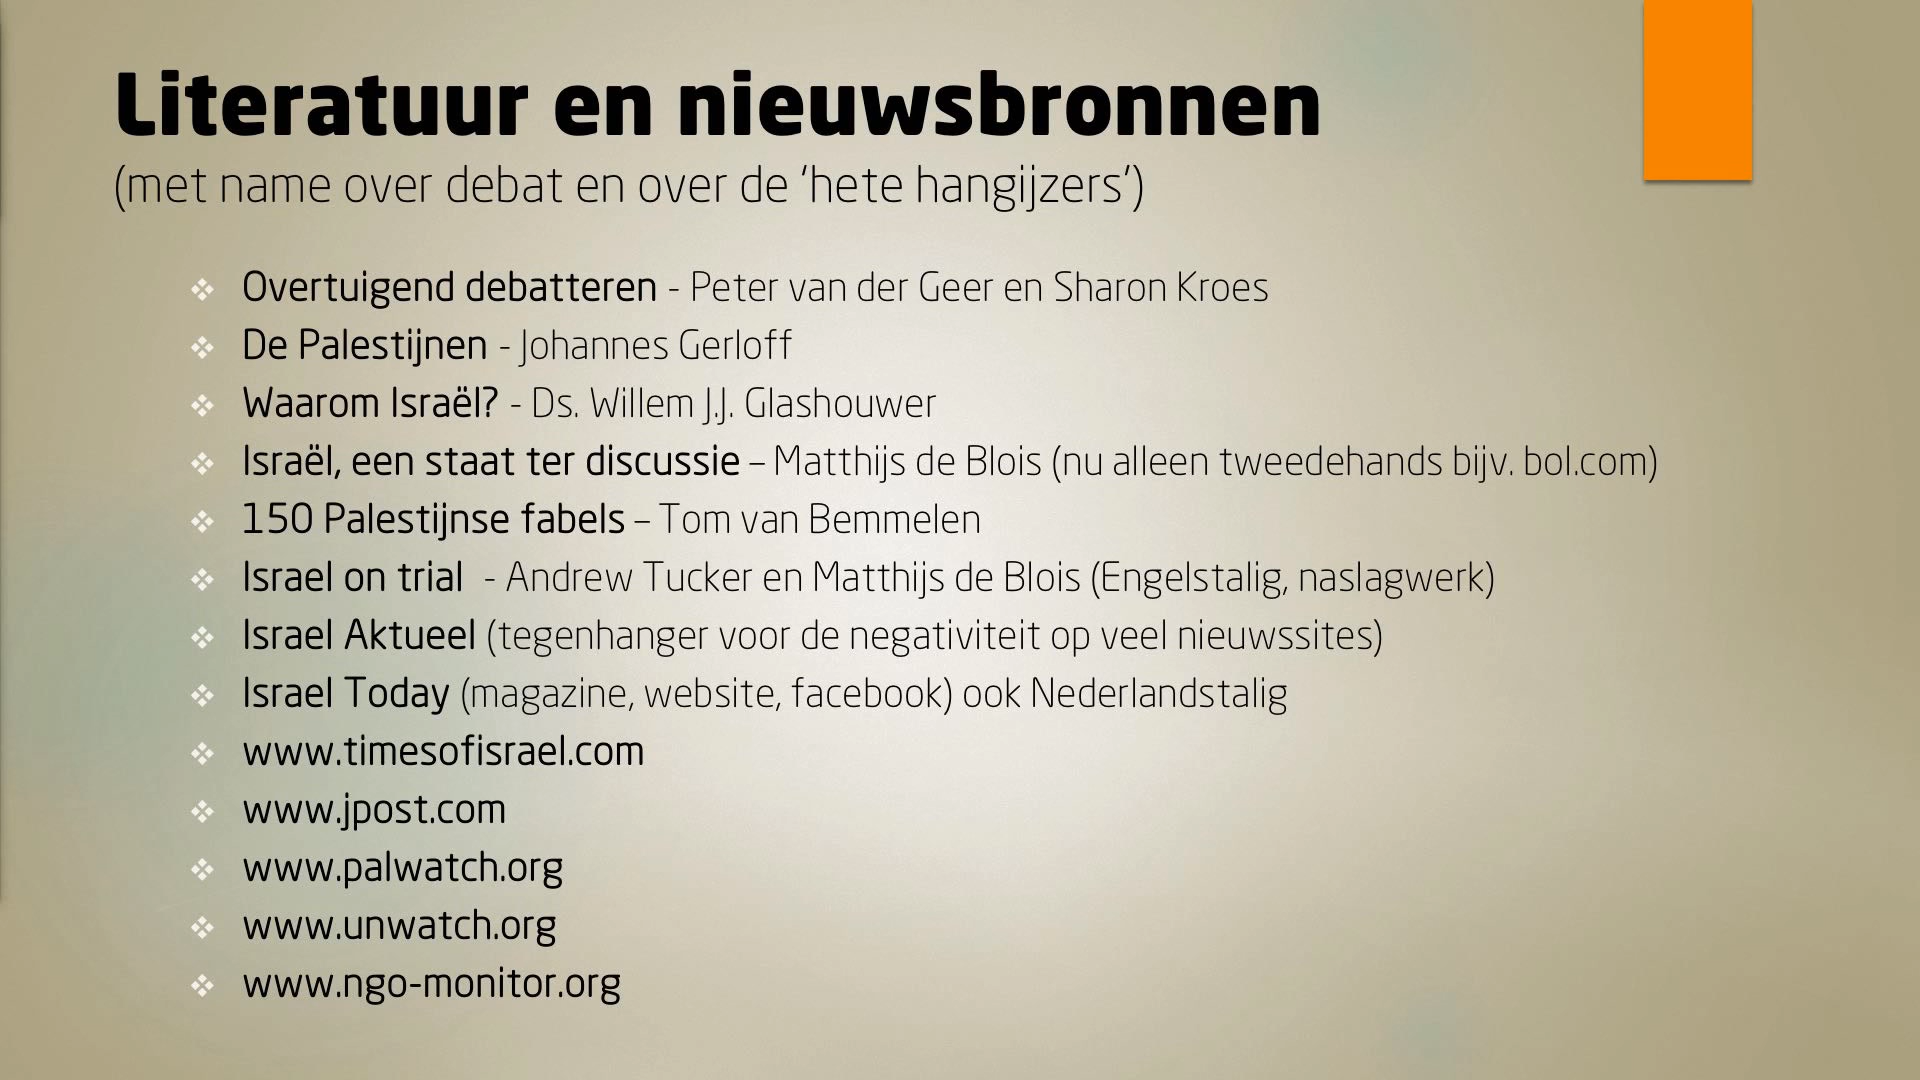 Literatuur en nieuwsbronnen
(met name over debat en over de ‘hete hangijzers’)
Overtuigend debatteren - Peter van der Geer en Sharon Kroes
De Palestijnen - Johannes Gerloff
Waarom Israël? - Ds. Willem J.J. Glashouwer
Israël, een staat ter discussie – Matthijs de Blois (nu alleen tweedehands bijv. bol.com)
150 Palestijnse fabels – Tom van Bemmelen
Israel on trial - Andrew Tucker en Matthijs de Blois (Engelstalig, naslagwerk)
Israel Aktueel (tegenhanger voor de negativiteit op veel nieuwssites)
Israel Today (magazine, website, facebook) ook Nederlandstalig
www.timesofisrael.com
www.jpost.com
www.palwatch.org
www.unwatch.org
www.ngo-monitor.org